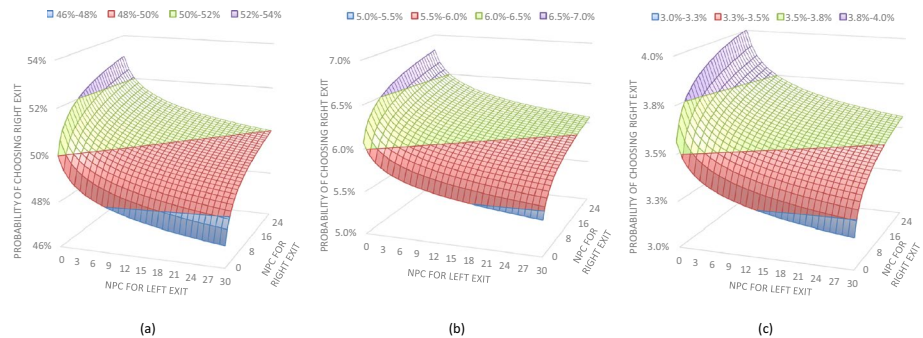 46%-48% 48%-50% 50%-52% 52%-54%
54%
52%
50%
48%
46%
PROBABILITY OF CHOOSING RIGHT EXIT
0 3 6 9 12 15 18 21 24 27 30
NPC FOR LEFT EXIT
0
8
16
24
NPC FOR
RIGHT EXIT
(a)
5.0%-5.5% 5.5%-6.0% 6.0%-6.5% 6.5%-7.0%
7.0%
6.5%
6.0%
5.5%
5.0%
PROBABILITY OF CHOOSING RIGHT EXIT
0 3 6 9 12 15 18 21 24 27 30
NPC FOR LEFT EXIT
0
8
16
24
NPC FOR
RIGHT EXIT
(b)
3.0%-3.3% 3.3%-3.5% 3.5%-3.8% 3.8%-4.0%
4.0%
3.8%
3.5%
3.3%
3.0%
PROBABILITY OF CHOOSING RIGHT EXIT
0 3 6 9 12 15 18 21 24 27 30
NPC FOR LEFT EXIT
0
8
16
24
NPC FOR
RIGHT EXIT
(c)